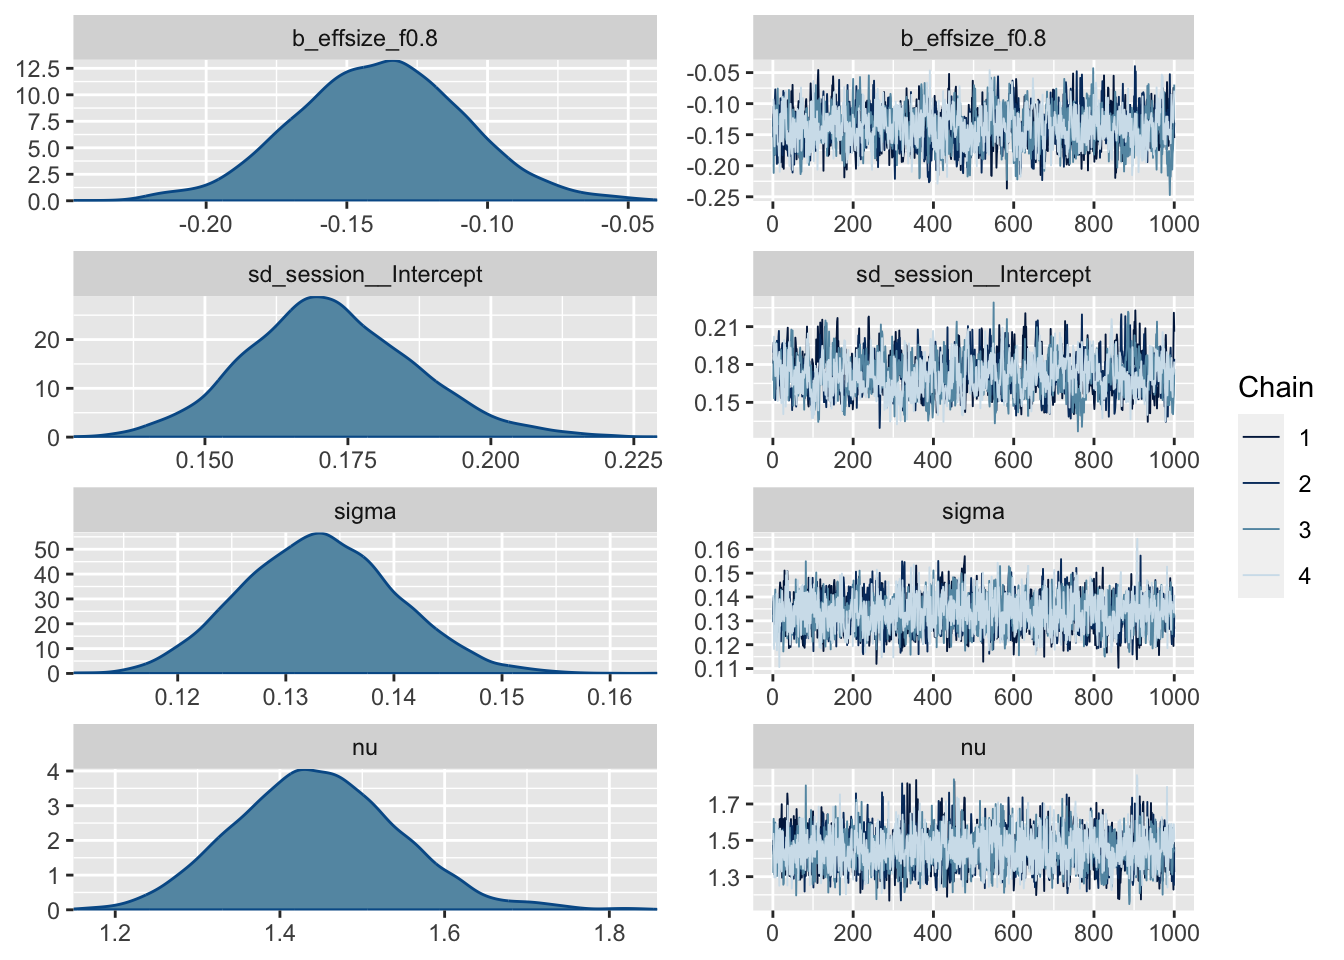 b_effsize_f0.8
12.5
10.0
7.5
5.0
2.5
0.0
-0.20 -0.15 -0.10 -0.05
b_effsize_f0.8
-0.05
-0.10
-0.15
-0.20
-0.25
0 200 400 600 800 1000
sd_session__Intercept
20
10
0
0.150 0.175 0.200 0.225
sd_session__Intercept
0.21
0.18
0.15
0 200 400 600 800 1000
sigma
50
40
30
20
10
0
0.12 0.13 0.14 0.15 0.16
sigma
0.16
0.15
0.14
0.13
0.12
0.11
0 200 400 600 800 1000
nu
4
3
2
1
0
1.2 1.4 1.6 1.8
nu
1.7
1.5
1.3
0 200 400 600 800 1000
Chain
1
2
3
4